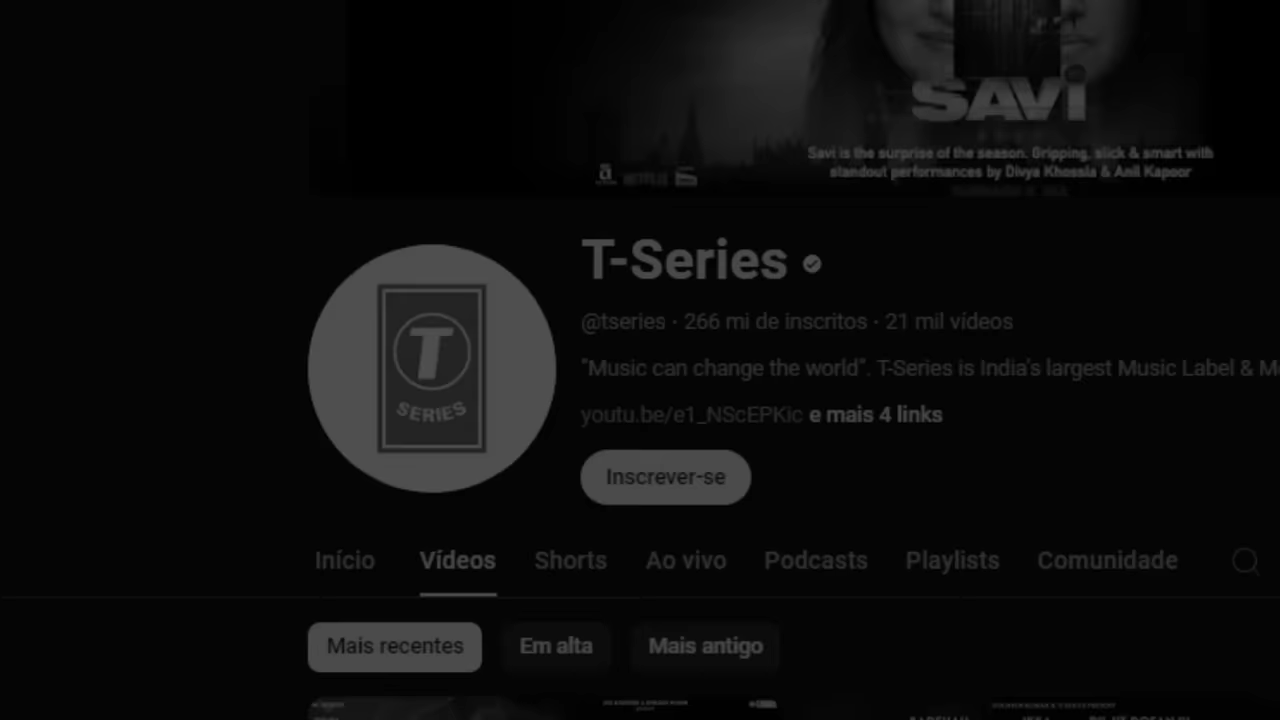 SAVi
Savi is the surprise of the season. Gripping, slick & smart with
standout performances by Divya Khossla & Anil Kapoor
NETFLIX
T-Series
T
SERIES
@tseries · 266 mi de inscritos · 21 mil vídeos
"Music can change the world". T-Series is India's largest Music Label & M
youtu.be/e1_NScEPKic e mais 4 links
Inscrever-se
Início Vídeos Shorts Ao vivo Podcasts Playlists Comunidade
Mais recentes Em alta Mais antigo